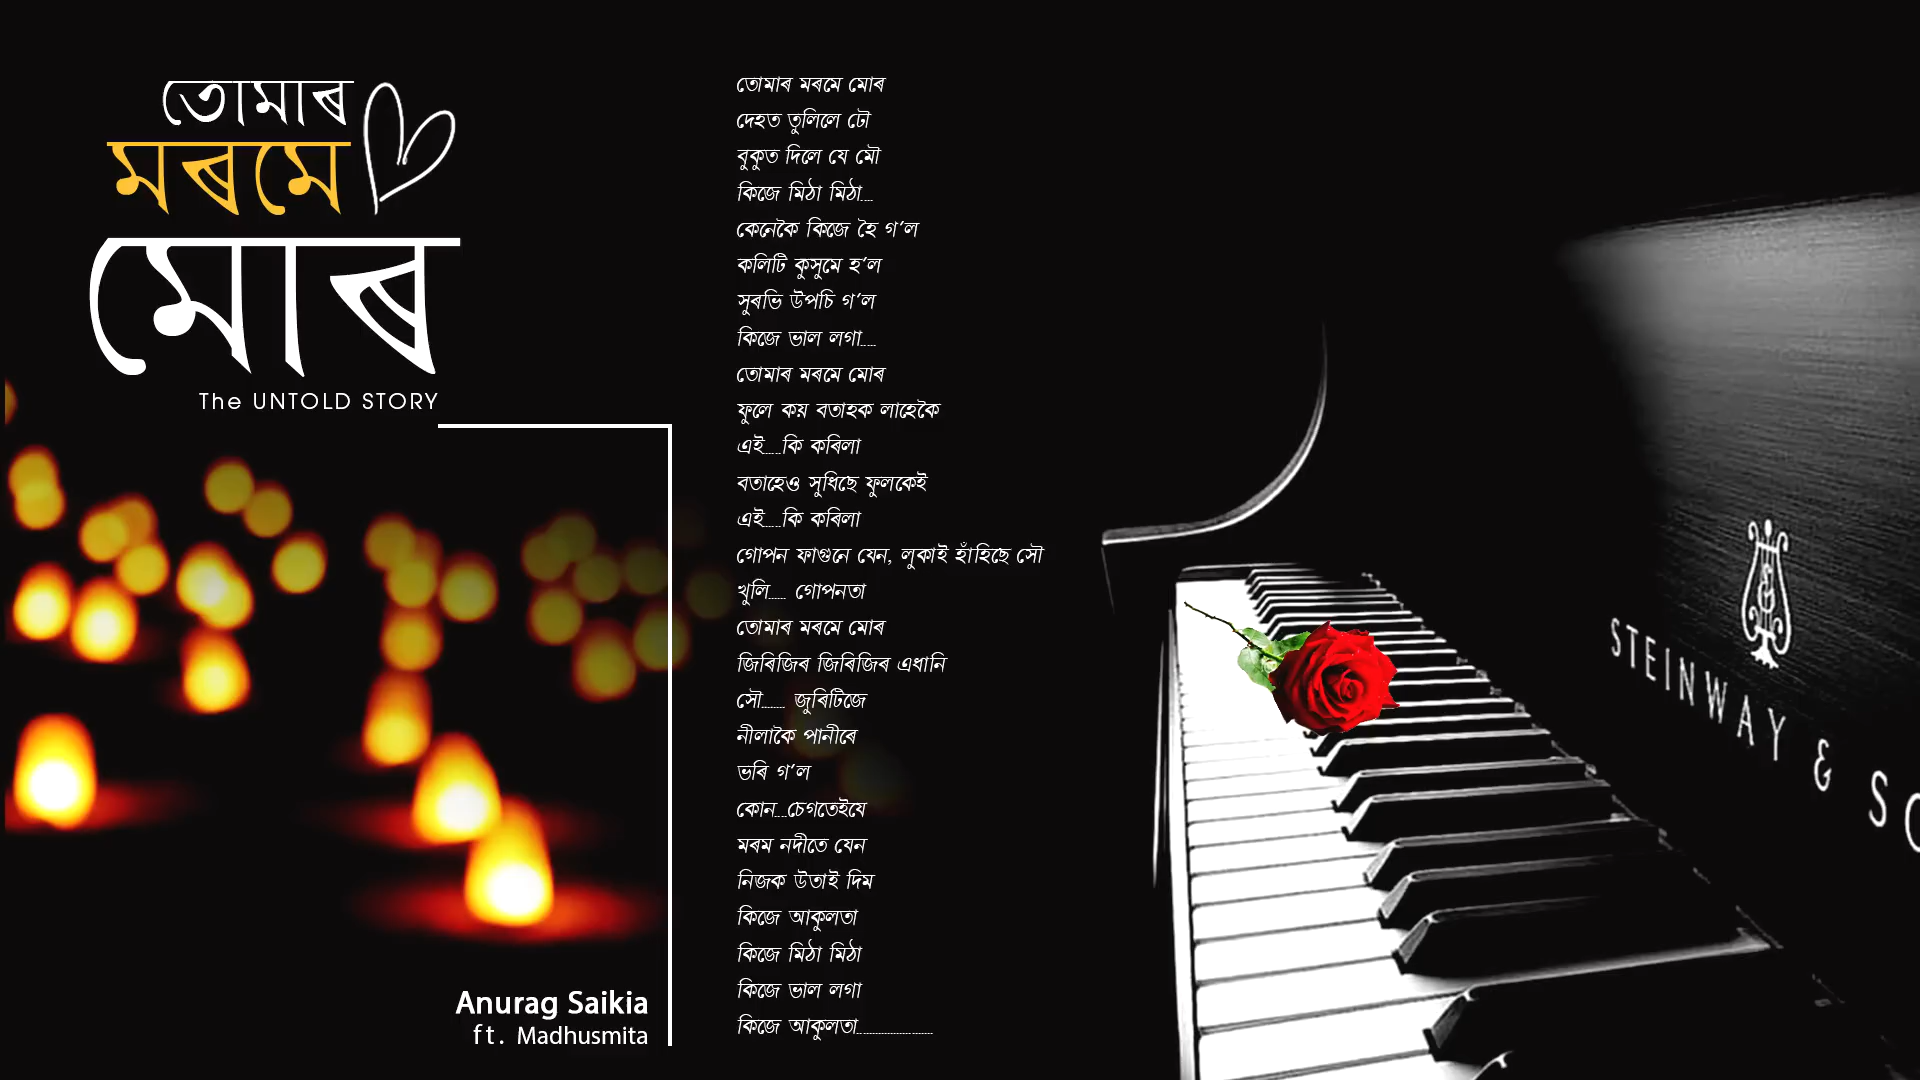 তোমাৰ
মৰমে
মোৰ
The UNTOLD STORY
তোমাৰ মৰমে মোৰ
দেহত তুলিলে ঢৌ
বুকুত দিলে যে মৌ
কিজে মিঠা মিঠা....
কেনেকৈ কিজে হৈ গ’ল
কলিটি কুসুমে হ’ল
সুৰভি উপচি গ’ল
কিজে ভাল লগা.....
তোমাৰ মৰমে মোৰ
ফুলে কয় বতাহক লাহেকৈ
এই.....কি কৰিলা
বতাহেও সুধিছে ফুলকেই
এই.....কি কৰিলা
গোপন ফাগুনে যেন, লুকাই হাঁহিছে সৌ
খুলি...... গোপনতা
তোমাৰ মৰমে মোৰ
জিৰিজিৰ জিৰিজিৰ এধানি
সৌ........ জুৰিটিজে
নীলাকৈ পানীৰে
ভৰি গ’ল
কোন....চেগতেইযে
মৰম নদীতে যেন
নিজক উতাই দিম
কিজে আকুলতা
কিজে মিঠা মিঠা
কিজে ভাল লগা
কিজে আকুলতা.........................
Anurag Saikia
ft. Madhusmita
STEINWAY & SO